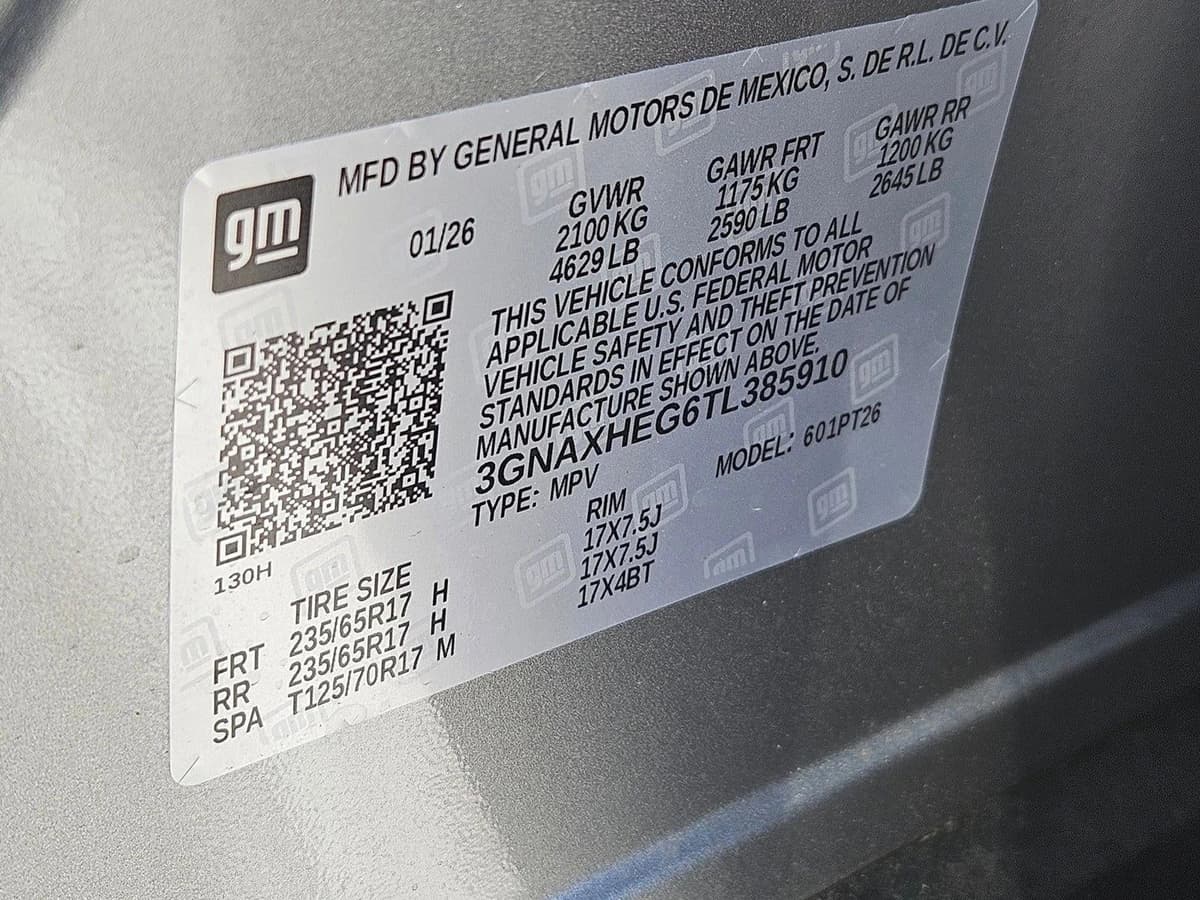 gm
MFD BY GENERAL MOTORS DE MEXICO, S. DE R.L. DE C.V.
01/26
GVWR GAWR FRT GAWR RR
2100 KG 1175 KG 1200 KG
4629 LB 2590 LB 2645 LB
THIS VEHICLE CONFORMS TO ALL
APPLICABLE U.S. FEDERAL MOTOR
VEHICLE SAFETY AND THEFT PREVENTION
STANDARDS IN EFFECT ON THE DATE OF
MANUFACTURE SHOWN ABOVE.
3GNAXHEG6TL385910
TYPE: MPV MODEL: 601PT26
130H
TIRE SIZE RIM
FRT 235/65R17 H 17X7.5J
RR 235/65R17 H 17X7.5J
SPA T125/70R17 M 17X4BT